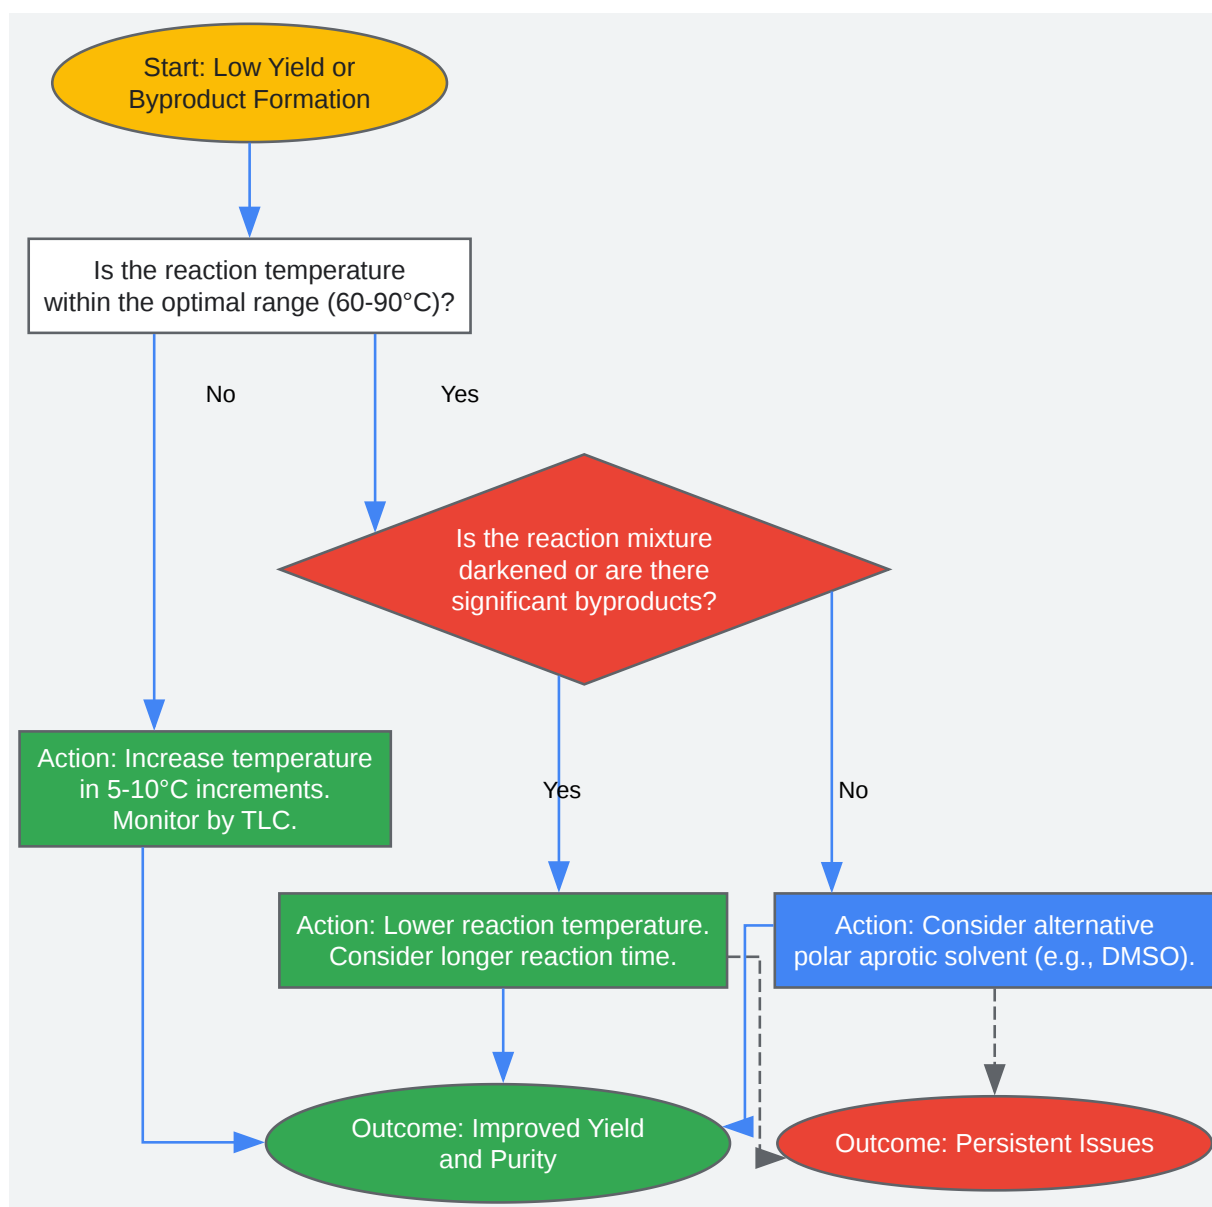 Start: Low Yield or
Byproduct Formation
Is the reaction temperature
within the optimal range (60-90°C)?
No
Yes
Is the reaction mixture
darkened or are there
significant byproducts?
Action: Increase temperature
in 5-10°C increments.
Monitor by TLC.
Yes
No
Action: Lower reaction temperature.
Consider longer reaction time.
Action: Consider alternative
polar aprotic solvent (e.g., DMSO).
Outcome: Improved Yield
and Purity
Outcome: Persistent Issues